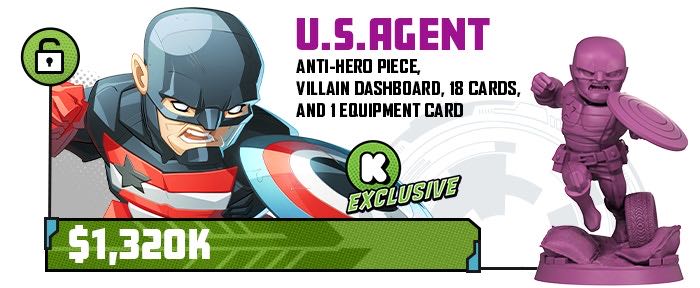 U.S.AGENT
ANTI-HERO PIECE,
VILLAIN DASHBOARD, 18 CARDS,
AND 1 EQUIPMENT CARD
K
EXCLUSIVE
$1,320K